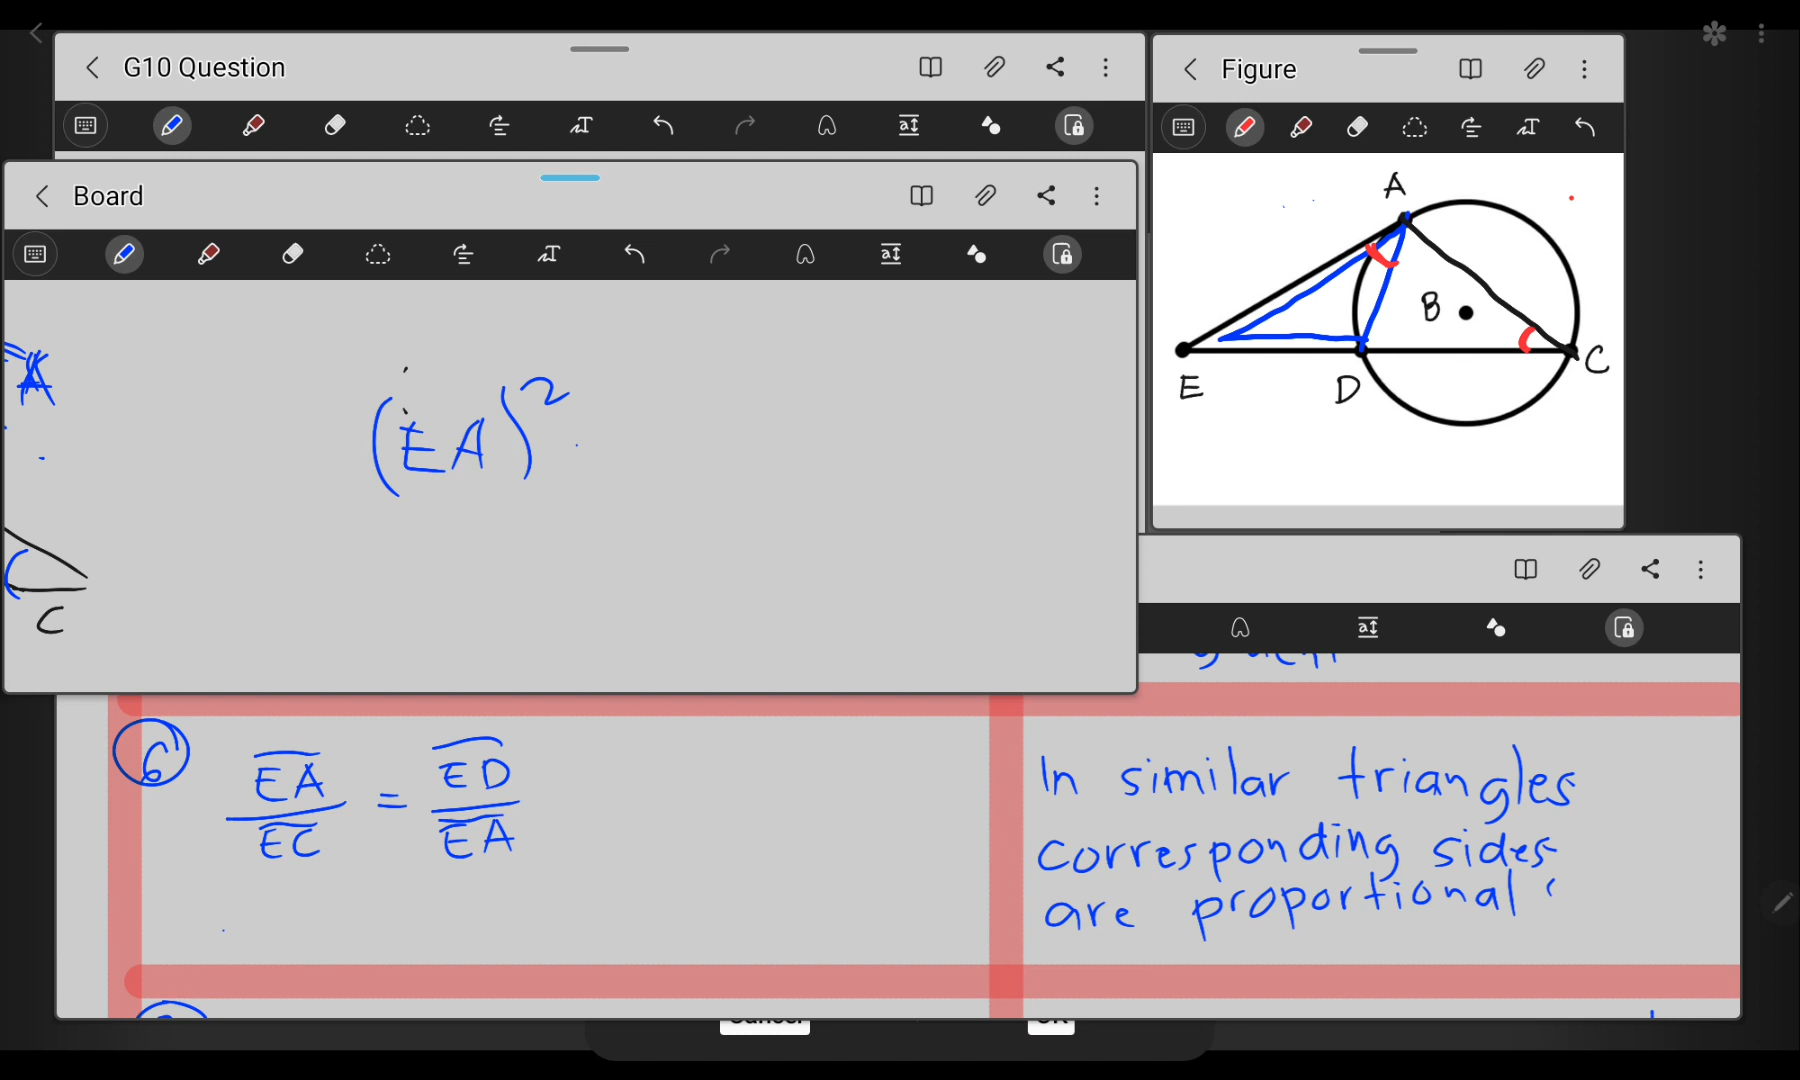 G10 Question
Board
Figure
A
(EA)²
C
A
B
C
E
D
6
EA
EC
=
ED
EA
In similar triangles
corresponding sides
are proportional